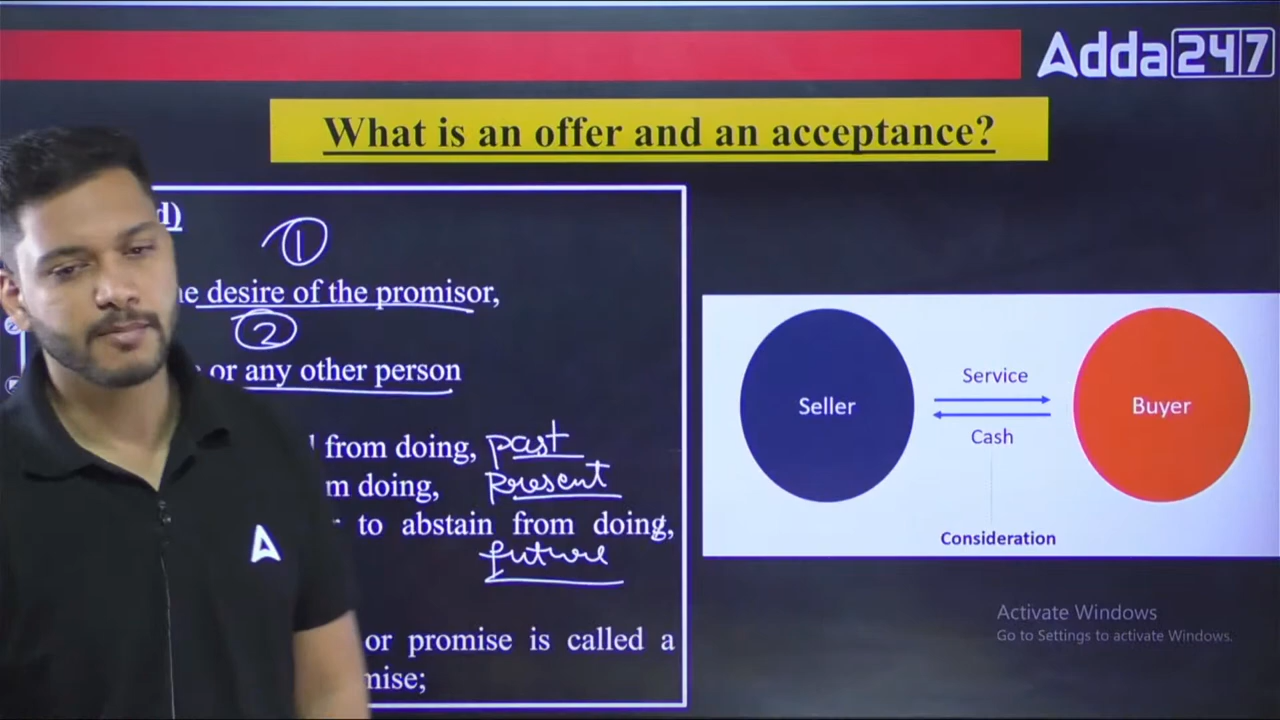 Adda247
What is an offer and an acceptance?
d)
1
desire of the promisor,
2
or any other person
from doing, past
doing, Present
to abstain from doing,
future
or promise is called a
Seller
Service
Cash
Buyer
Consideration
Activate Windows
Go to Settings to activate Windows.